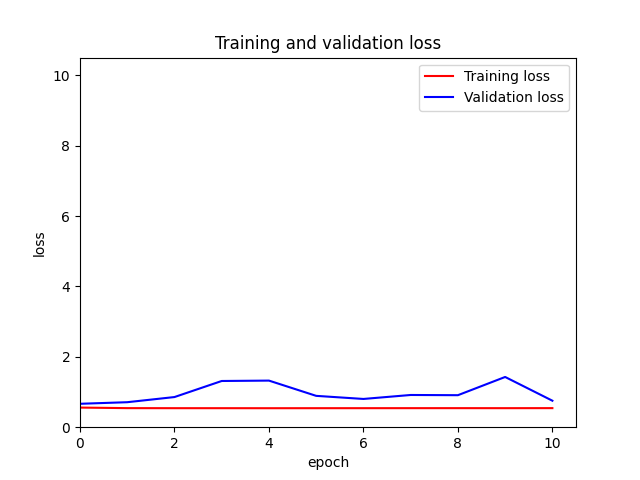 Training and validation loss
Training loss
Validation loss
10
8
6
4
2
0
loss
0 2 4 6 8 10
epoch